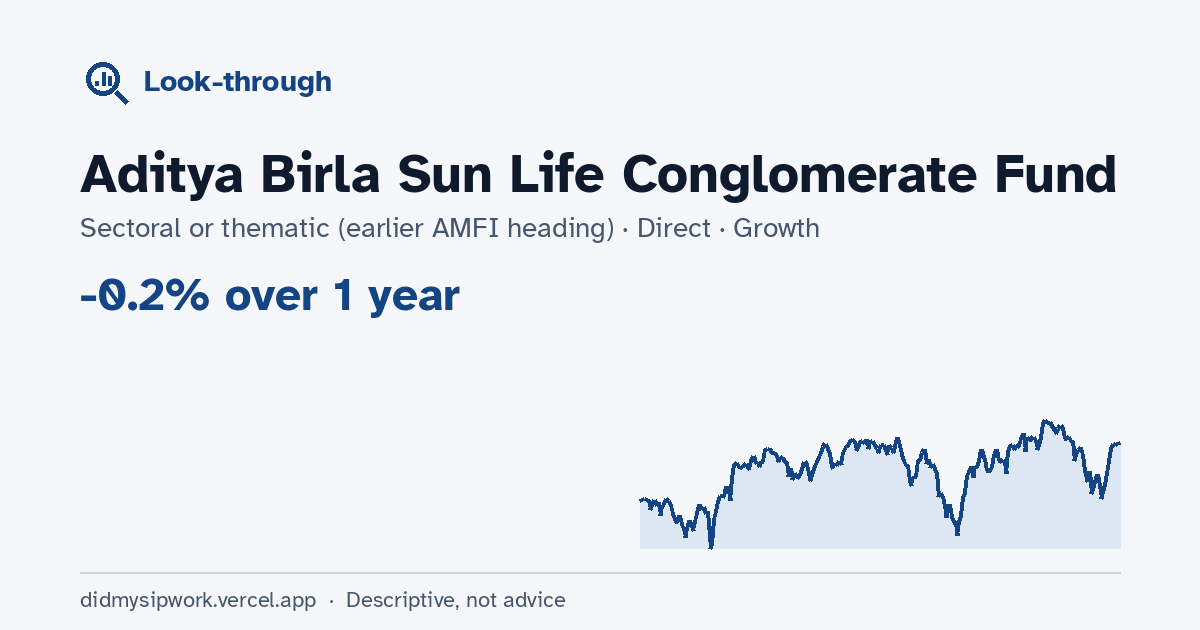 Look-through
Aditya Birla Sun Life Conglomerate Fund
Sectoral or thematic (earlier AMFI heading) · Direct · Growth
-0.2% over 1 year
didmysipwork.vercel.app · Descriptive, not advice